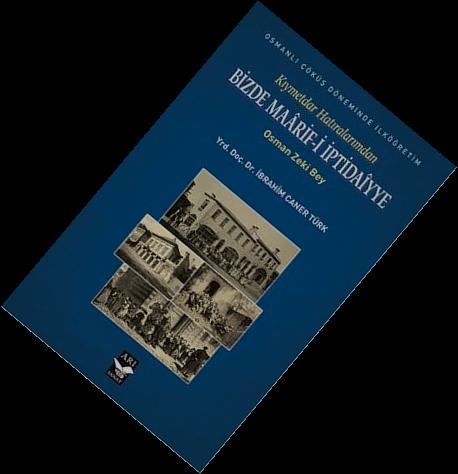 OSMANLI ÇÖKÜŞ DÖNEMİNDE İLKÖĞRETİM
Kıymetdar Hatıralarımdan
BİZDE MAÂRİF-İ İPTİDAÎYYE
Osman Zeki Bey
Yrd. Doç. Dr. İBRAHİM CANER TÜRK
ARI
SANAT